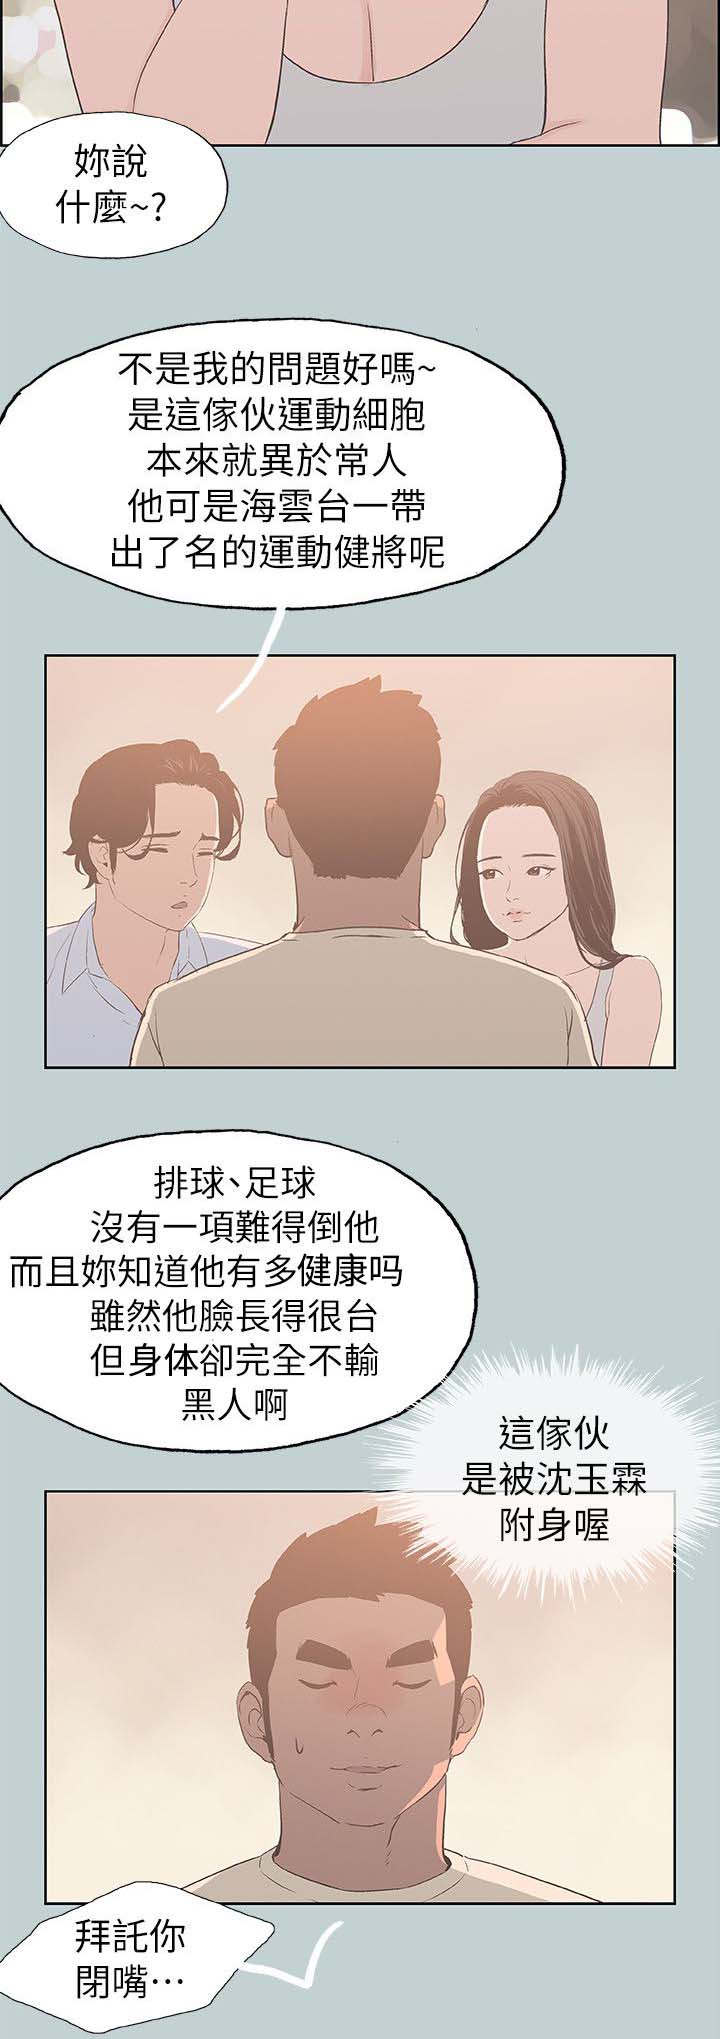 妳說
什麼~?
不是我的問題好嗎~
是這傢伙運動細胞
本來就異於常人
他可是海雲台一帶
出了名的運動健將呢
排球、足球
沒有一項難得倒他
而且妳知道他有多健康吗
雖然他臉長得很台
但身体卻完全不輸
黑人啊
這傢伙
是被沈玉霖
附身喔
拜託你
閉嘴⋯